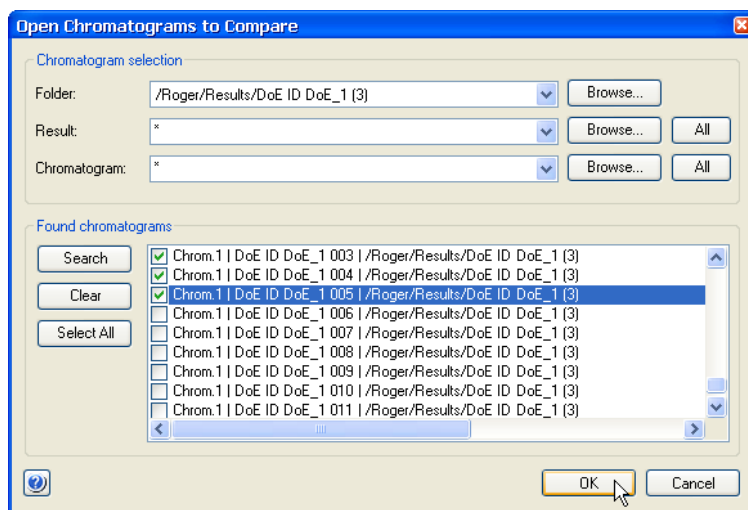 Open Chromatograms to Compare
Chromatogram selection
Folder: /Roger/Results/DoE ID DoE_1 (3) Browse...
Result: * Browse... All
Chromatogram: * Browse... All
Found chromatograms
Search
Clear
Select All
Chrom.1 | DoE ID DoE_1 003 | /Roger/Results/DoE ID DoE_1 (3)
Chrom.1 | DoE ID DoE_1 004 | /Roger/Results/DoE ID DoE_1 (3)
Chrom.1 | DoE ID DoE_1 005 | /Roger/Results/DoE ID DoE_1 (3)
Chrom.1 | DoE ID DoE_1 006 | /Roger/Results/DoE ID DoE_1 (3)
Chrom.1 | DoE ID DoE_1 007 | /Roger/Results/DoE ID DoE_1 (3)
Chrom.1 | DoE ID DoE_1 008 | /Roger/Results/DoE ID DoE_1 (3)
Chrom.1 | DoE ID DoE_1 009 | /Roger/Results/DoE ID DoE_1 (3)
Chrom.1 | DoE ID DoE_1 010 | /Roger/Results/DoE ID DoE_1 (3)
Chrom.1 | DoE ID DoE_1 011 | /Roger/Results/DoE ID DoE_1 (3)
? OK Cancel